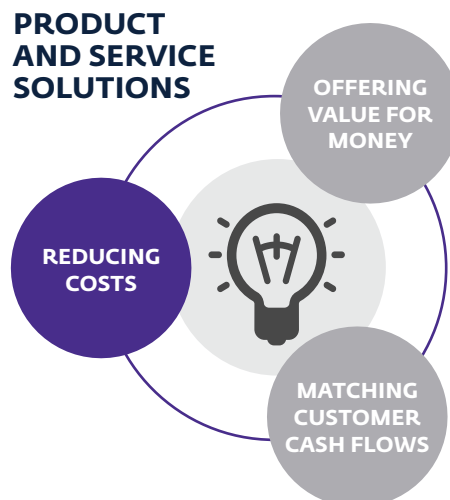 PRODUCT
AND SERVICE
SOLUTIONS
OFFERING
VALUE FOR
MONEY
REDUCING
COSTS
MATCHING
CUSTOMER
CASH FLOWS